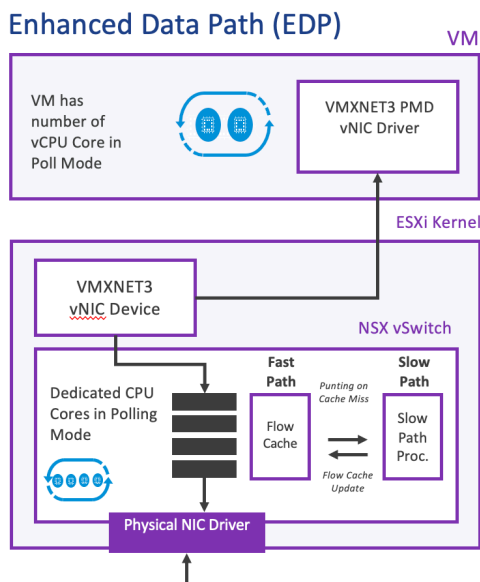 Enhanced Data Path (EDP)
VM
VM has
number of
vCPU Core in
Poll Mode
VMXNET3 PMD
vNIC Driver
ESXi Kernel
VMXNET3
vNIC Device
NSX vSwitch
Dedicated CPU
Cores in Polling
Mode
Fast
Path
Punting on
Cache Miss
Slow
Path
Flow
Cache
Slow
Path
Proc.
Flow Cache
Update
Physical NIC Driver